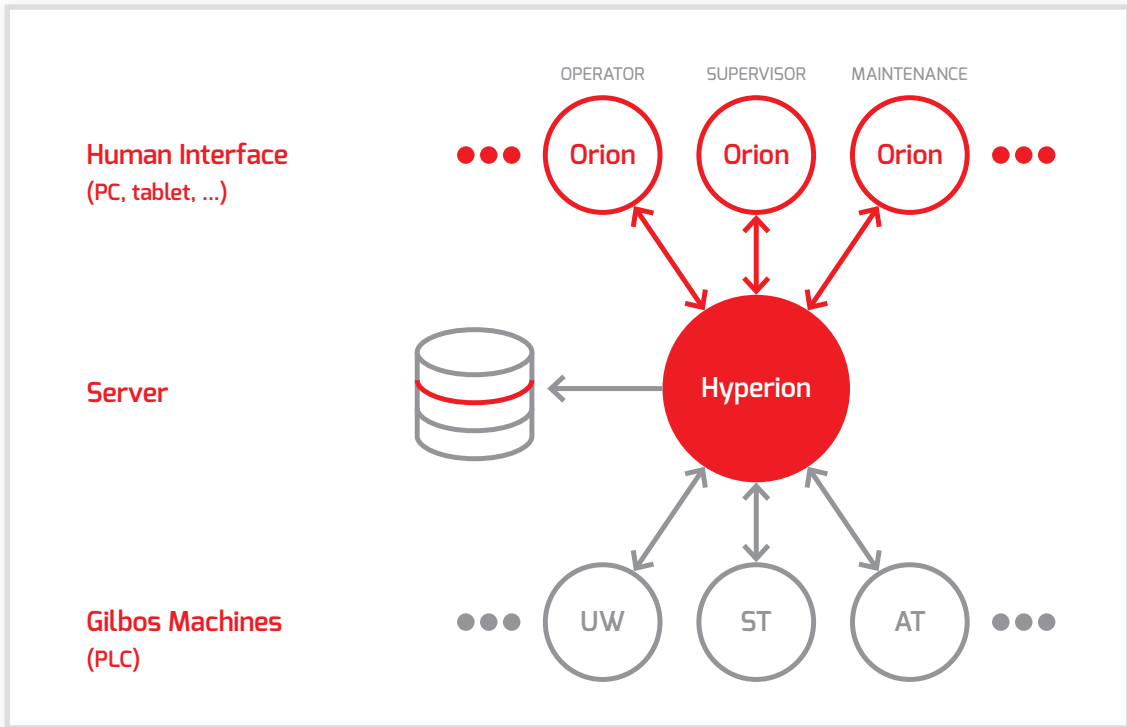 OPERATOR
SUPERVISOR
MAINTENANCE
Human Interface
(PC, tablet, ...)
Orion
Orion
Orion
Server
Hyperion
Gilbos Machines
(PLC)
UW
ST
AT